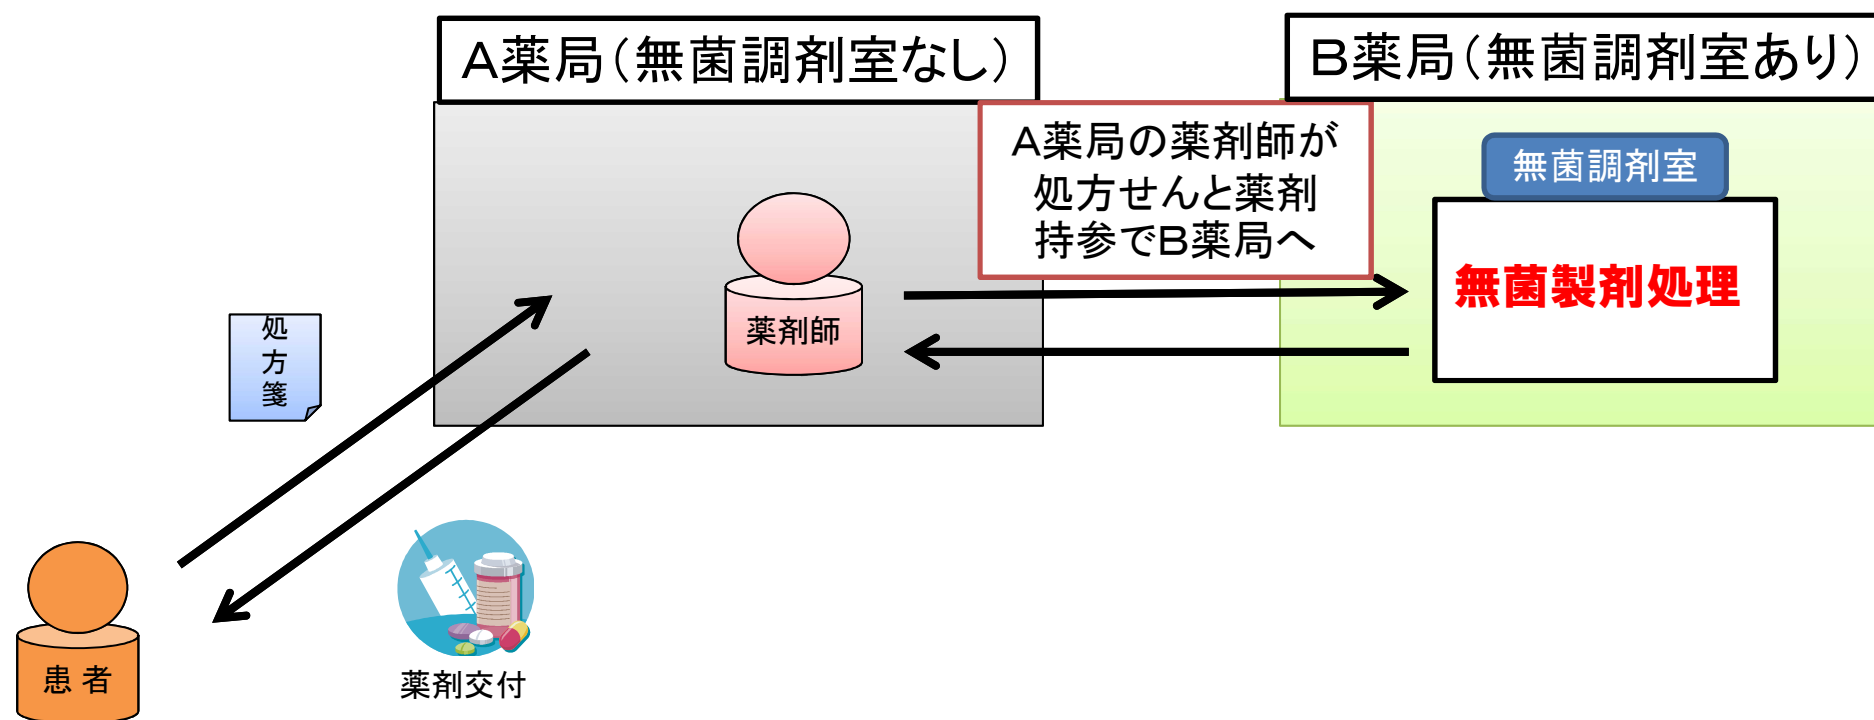 A薬局（無菌調剤室なし）
B薬局（無菌調剤室あり）
A薬局の薬剤師が
処方せんと薬剤
持参でB薬局へ
無菌調剤室
無菌製剤処理
薬剤師
処
方
箋
患 者
薬剤交付